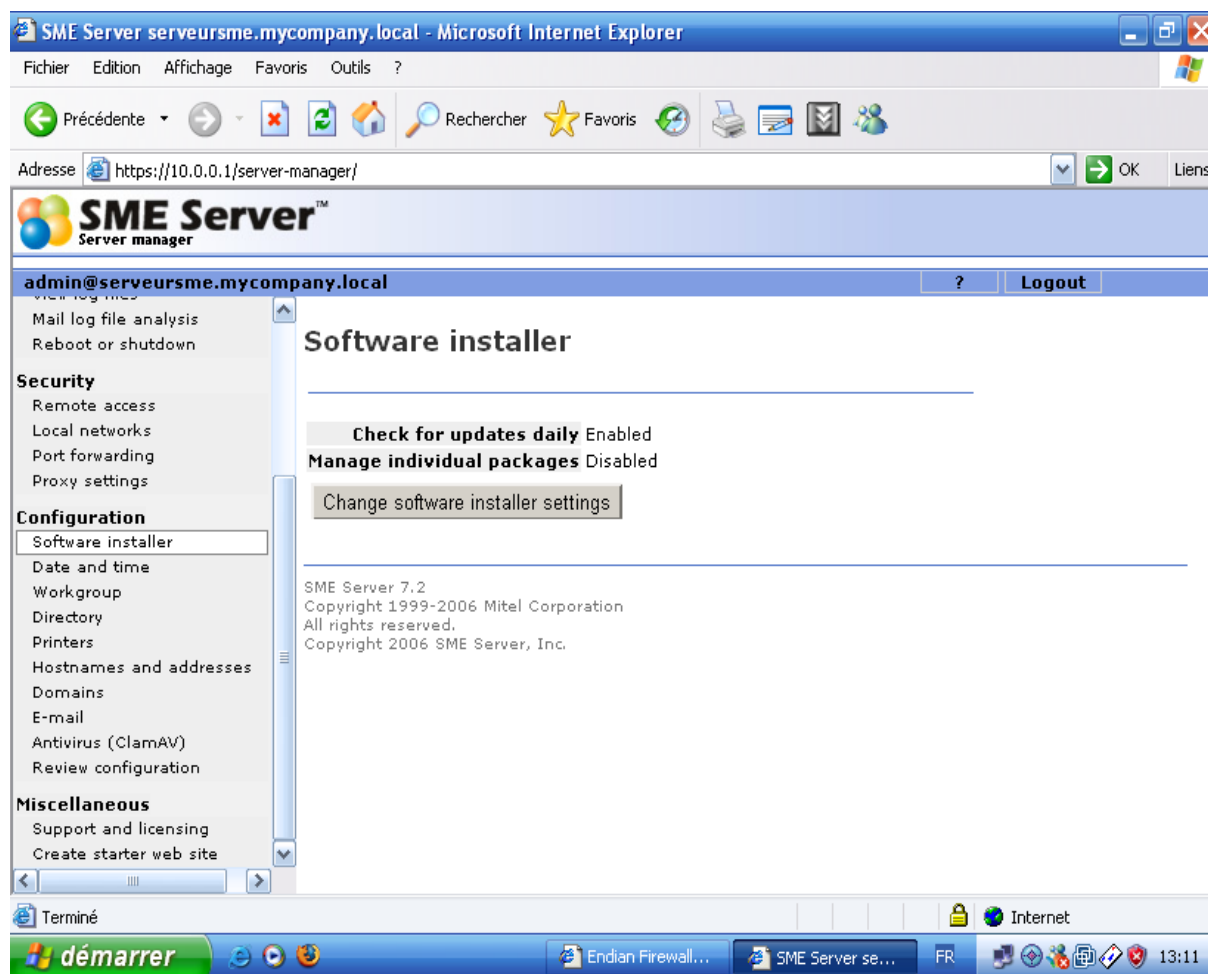 SME Server serveursme.mycompany.local - Microsoft Internet Explorer
Fichier Edition Affichage Favoris Outils ?
Précédente Rechercher Favoris
Adresse https://10.0.0.1/server-manager/ OK Liens
SME Server™
Server manager
admin@serveursme.mycompany.local ? Logout
View log files
Mail log file analysis
Reboot or shutdown
Security
Remote access
Local networks
Port forwarding
Proxy settings
Configuration
Software installer
Date and time
Workgroup
Directory
Printers
Hostnames and addresses
Domains
E-mail
Antivirus (ClamAV)
Review configuration
Miscellaneous
Support and licensing
Create starter web site
Software installer
Check for updates daily Enabled
Manage individual packages Disabled
Change software installer settings
SME Server 7.2
Copyright 1999-2006 Mitel Corporation
All rights reserved.
Copyright 2006 SME Server, Inc.
Terminé Internet
démarrer Endian Firewall... SME Server se... FR 13:11